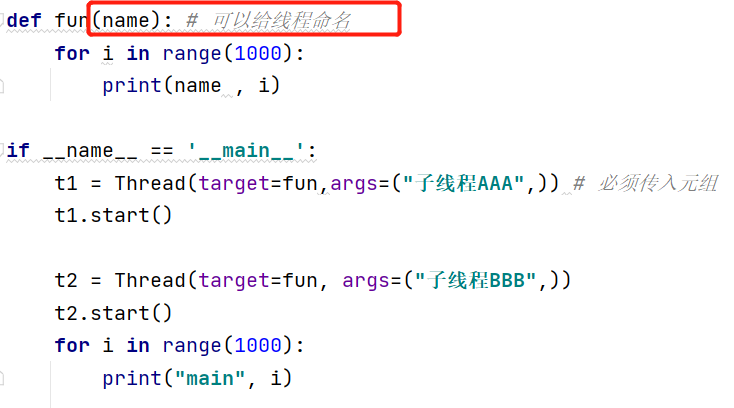 def fun(name): # 可以给线程命名
    for i in range(1000):
        print(name , i)
if __name__ == '__main__':
    t1 = Thread(target=fun,args=("子线程AAA",)) # 必须传入元组
    t1.start()
    t2 = Thread(target=fun, args=("子线程BBB",))
    t2.start()
    for i in range(1000):
        print("main", i)